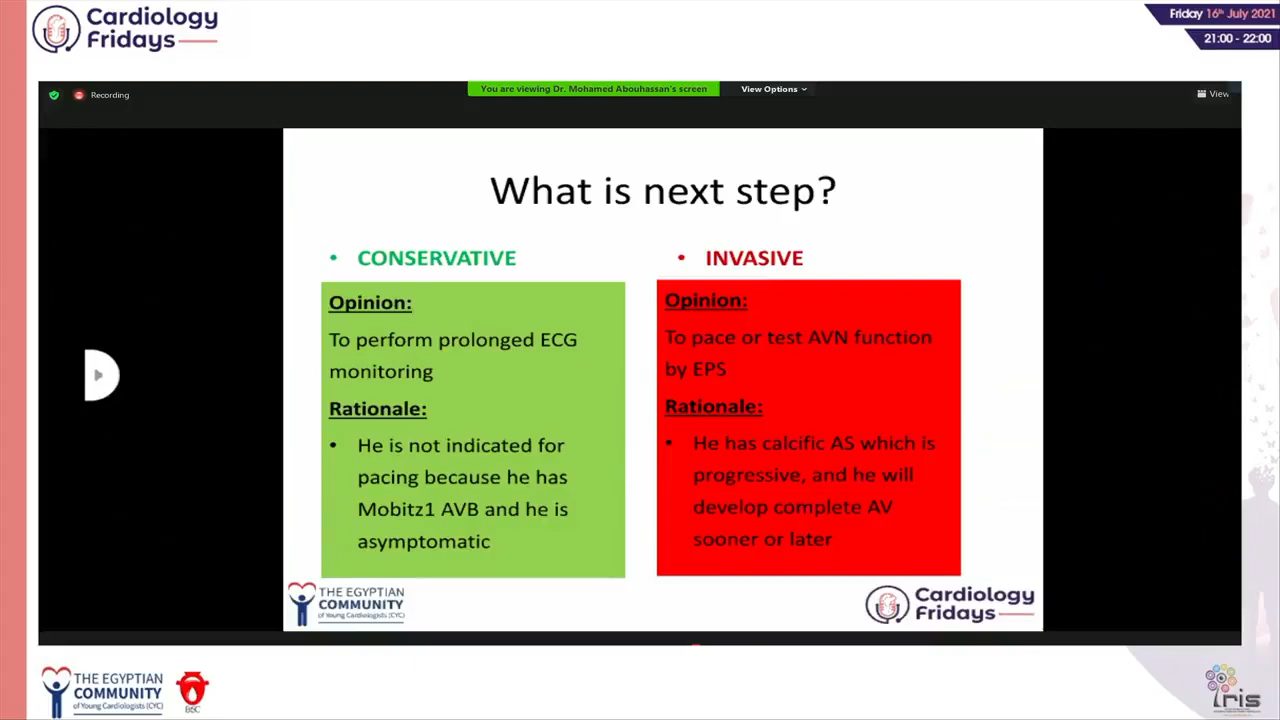 Cardiology
Fridays
Friday 16th July 2021
21:00 - 22:00
Recording
You are viewing Dr. Mohamed Abouhassan's screen
View Options
View
What is next step?
• CONSERVATIVE
Opinion:
To perform prolonged ECG
monitoring
Rationale:
• He is not indicated for
pacing because he has
Mobitz1 AVB and he is
asymptomatic
• INVASIVE
Opinion:
To pace or test AVN function
by EPS
Rationale:
• He has calcific AS which is
progressive, and he will
develop complete AV
sooner or later
THE EGYPTIAN
COMMUNITY
of Young Cardiologists (CYC)
Cardiology
Fridays
THE EGYPTIAN
COMMUNITY
of Young Cardiologists (CYC)
iris